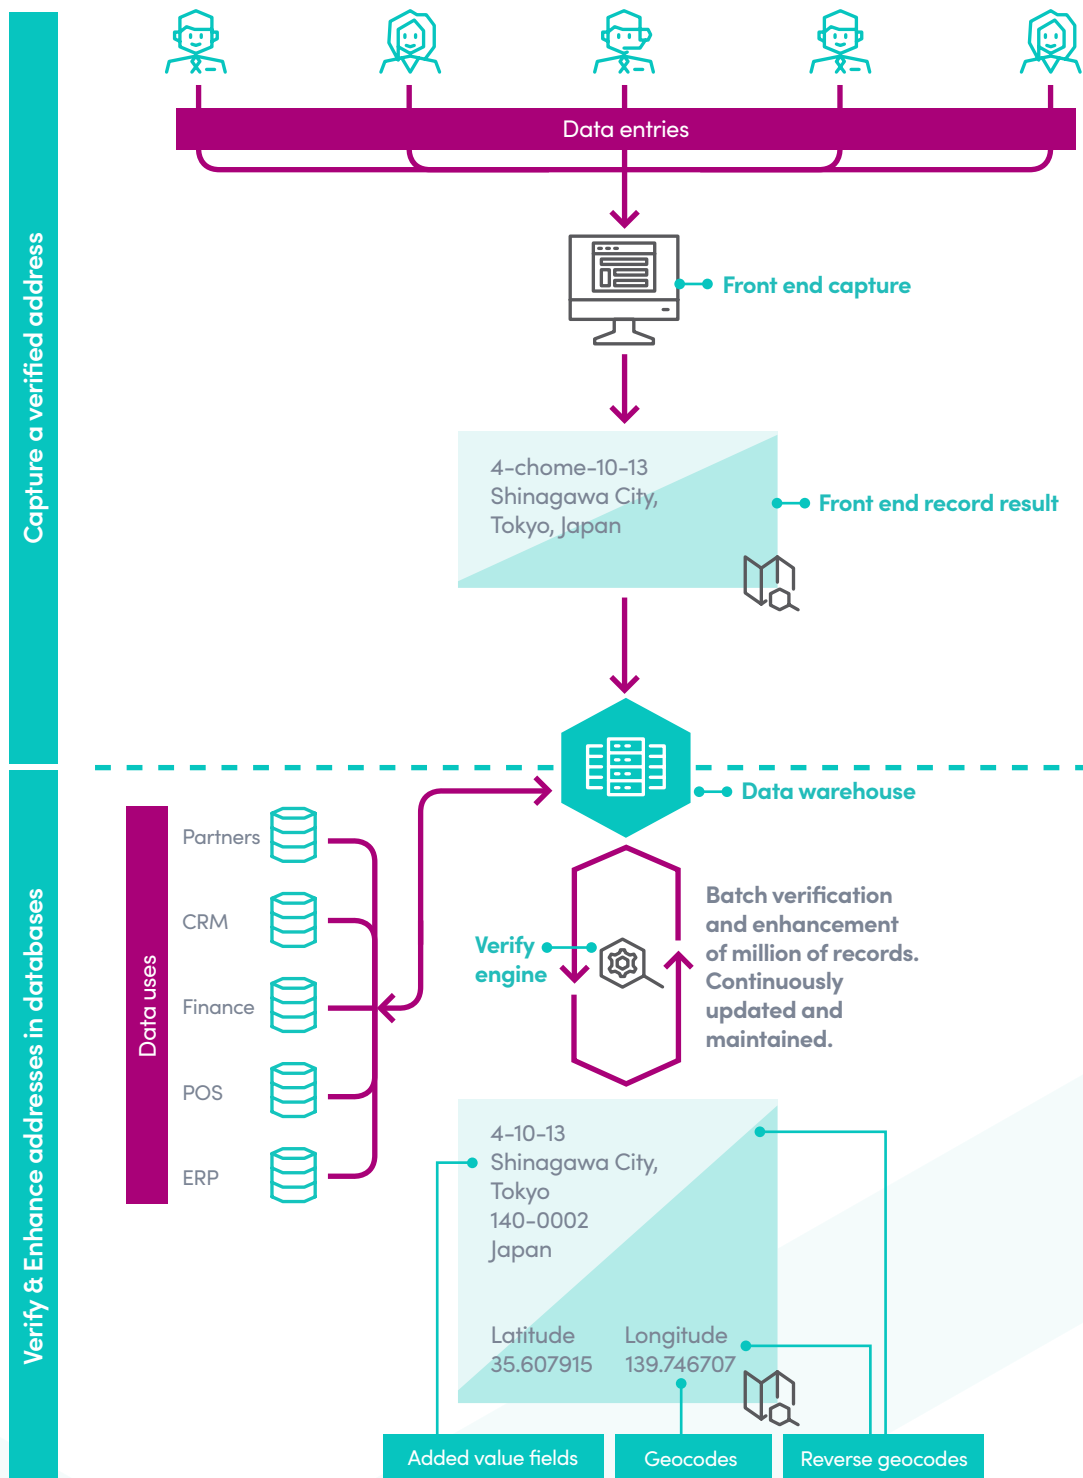 Capture a verified address
Data entries
Front end capture
4-chome-10-13
Shinagawa City,
Tokyo, Japan
Front end record result
Data warehouse
Verify & Enhance addresses in databases
Data uses
Partners
CRM
Finance
POS
ERP
Verify
engine
Batch verification
and enhancement
of million of records.
Continuously
updated and
maintained.
4-10-13
Shinagawa City,
Tokyo
140-0002
Japan
Latitude
35.607915
Longitude
139.746707
Added value fields
Geocodes
Reverse geocodes